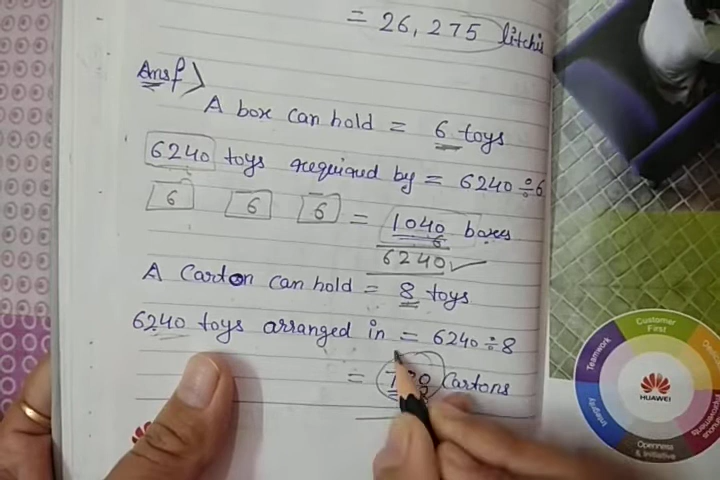 = 26,275 litchis
Ans f>
A box can hold = 6 toys
6240 toys required by = 6240 ÷ 6
6 6 6 = 1040 boxes
6
6240 ✓
A Carton can hold = 8 toys
6240 toys arranged in = 6240 ÷ 8
= Cartons
Customer First
Teamwork
Integrity
Openness & Initiative
HUAWEI